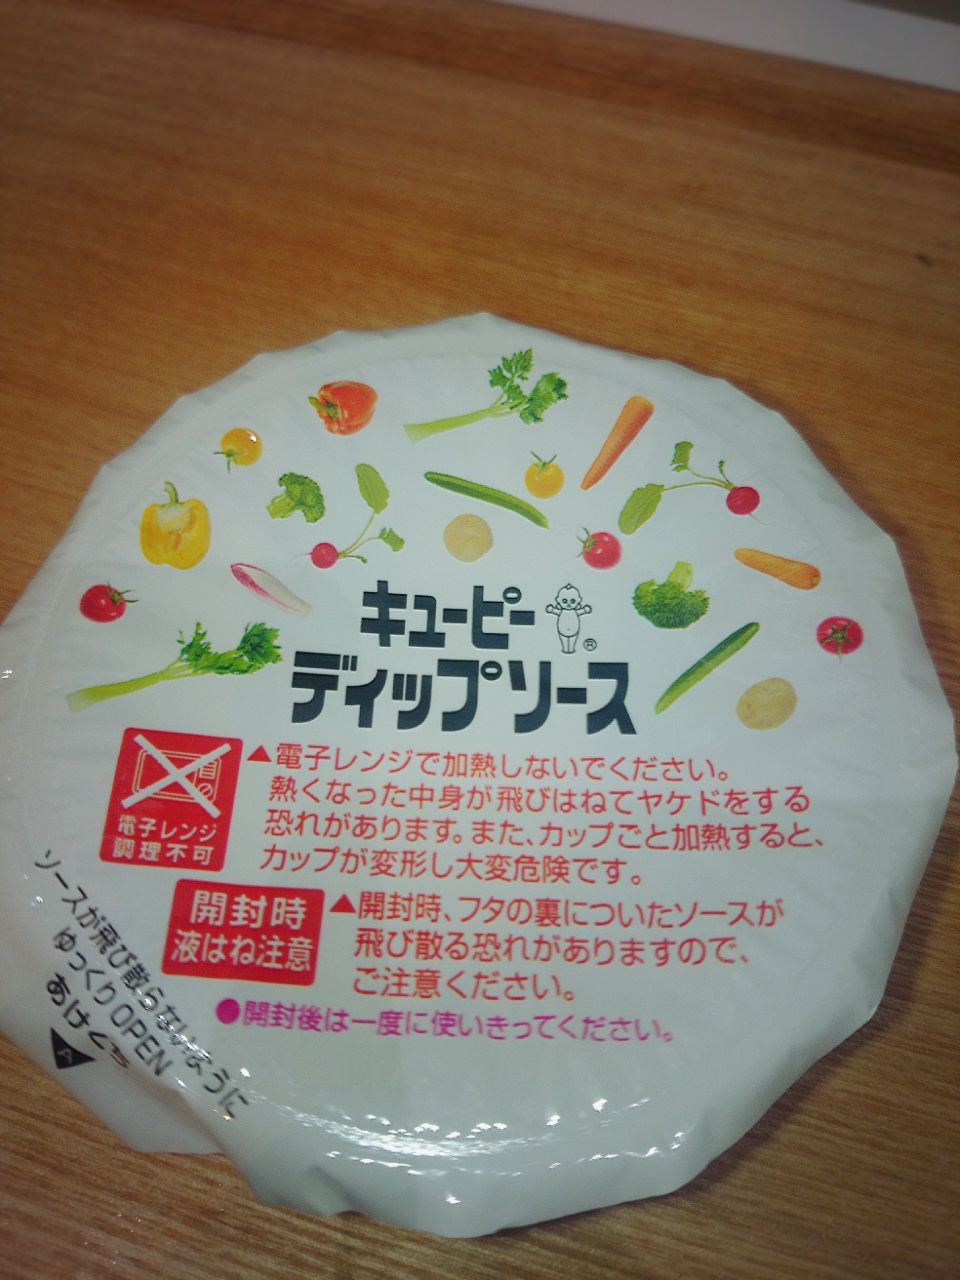 キューピー
®
ディップソース
電子レンジ
調理不可
▲電子レンジで加熱しないでください。
熱くなった中身が飛びはねてヤケドをする
恐れがあります。また、カップごと加熱すると、
カップが変形し大変危険です。
開封時
液はね注意
▲開封時、フタの裏についたソースが
飛び散る恐れがありますので、
ご注意ください。
●開封後は一度に使いきってください。
ソースが飛び散らないように
ゆっくりOPEN
あけぐち